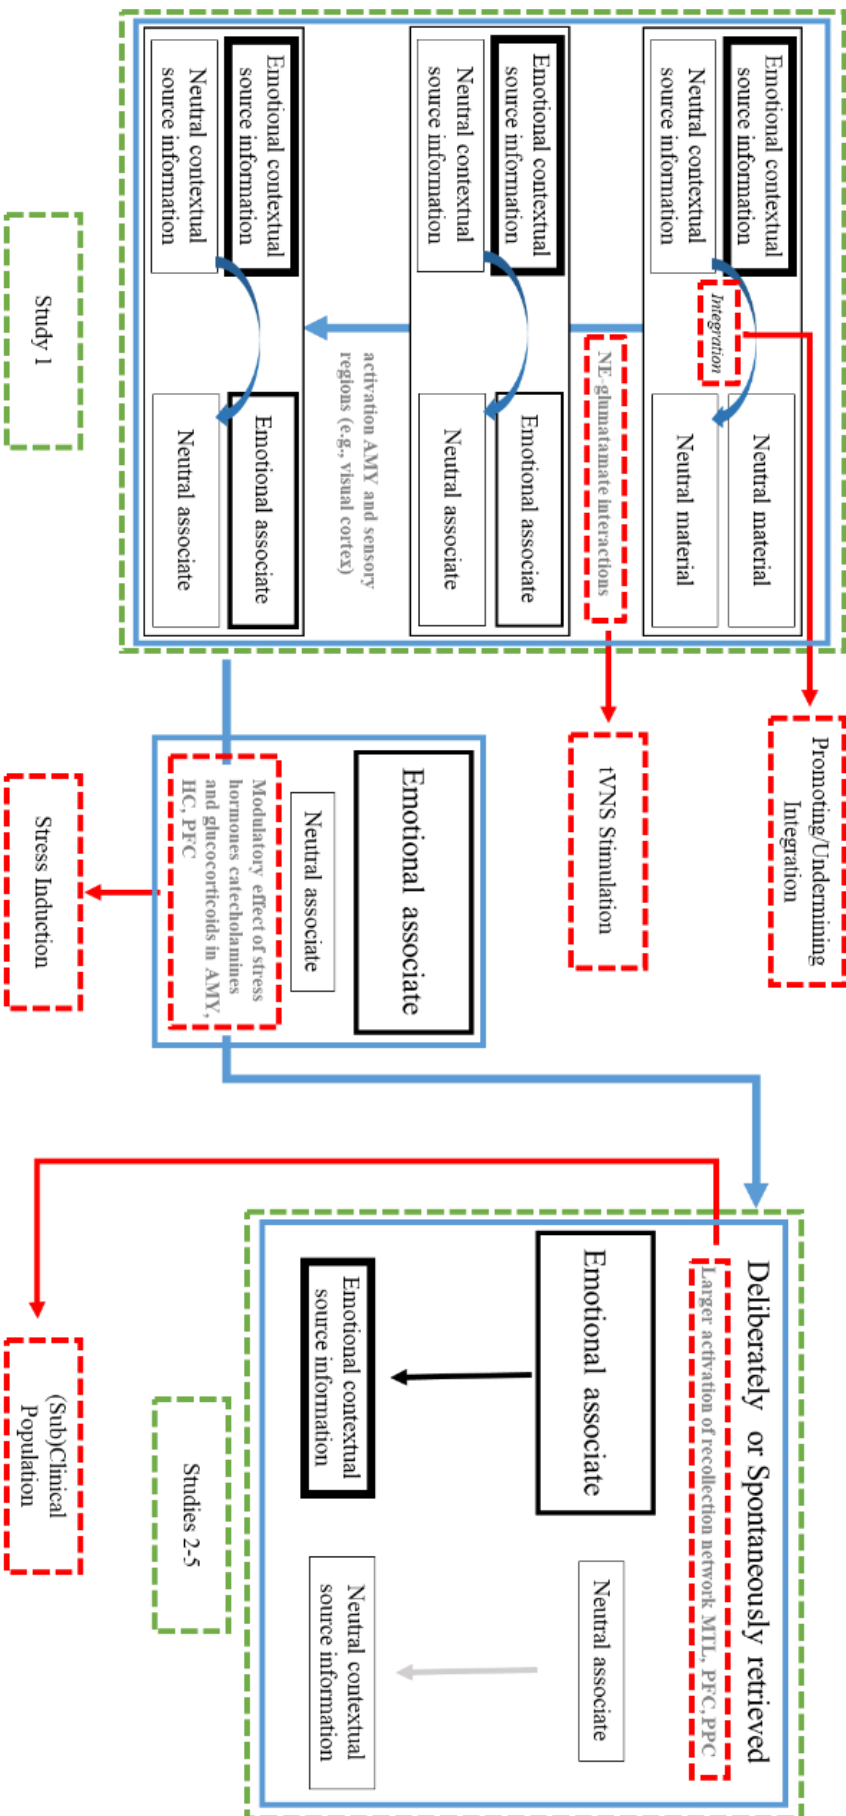 Emotional contextual
source information
Neutral contextual
source information
Integration
Neutral material
Neutral material
Promoting/Undermining
Integration
NE-glumatamate interactions
tVNS Stimulation
Emotional contextual
source information
Neutral contextual
source information
Emotional associate
Neutral associate
activation AMY and sensory
regions (e.g., visual cortex)
Emotional contextual
source information
Neutral contextual
source information
Emotional associate
Neutral associate
Study 1
Emotional associate
Neutral associate
Modulatory effect of stress
hormones catecholamines
and glucocorticoids in AMY,
HC, PFC
Stress Induction
Deliberately or Spontaneously retrieved
Larger activation of recollection network MTL, PFC,PPC
Emotional associate
Neutral associate
Emotional contextual
source information
Neutral contextual
source information
Studies 2-5
(Sub)Clinical
Population